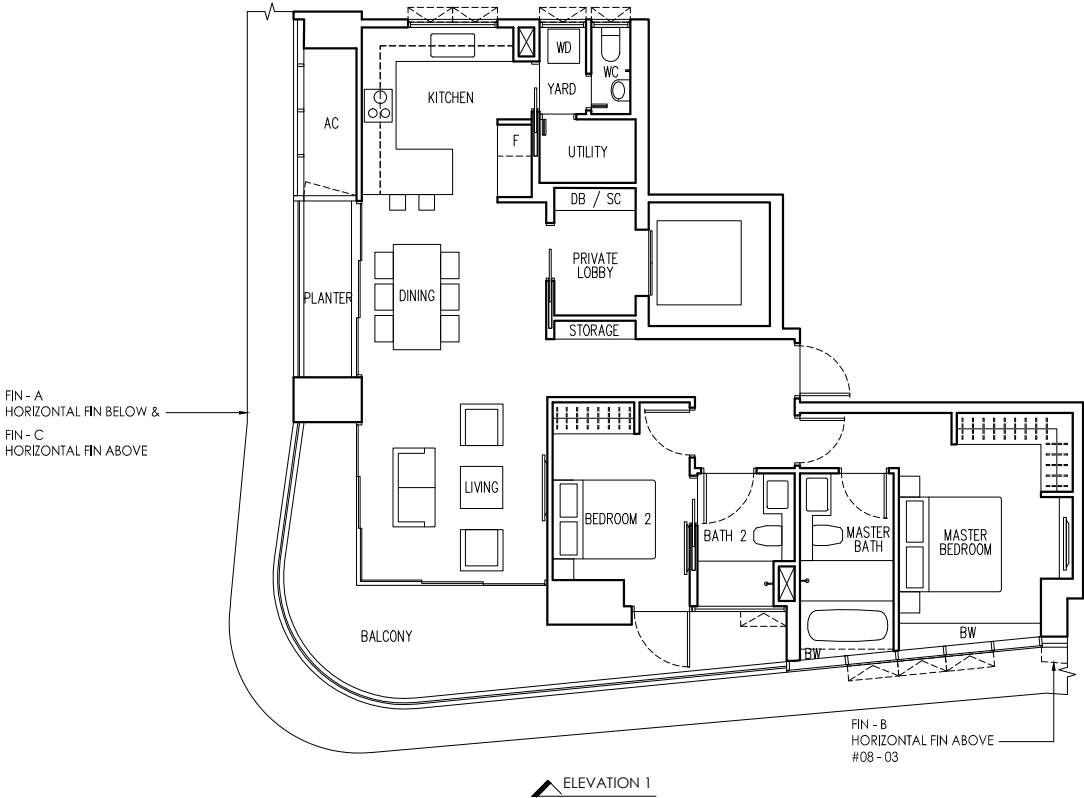 WD
WC
KITCHEN
YARD
AC
F
UTILITY
DB / SC
PRIVATE
LOBBY
PLANTER
DINING
STORAGE
FIN - A
HORIZONTAL FIN BELOW &
FIN - C
HORIZONTAL FIN ABOVE
LIVING
BEDROOM 2
BATH 2
MASTER
BATH
MASTER
BEDROOM
BALCONY
BW
BW
FIN - B
HORIZONTAL FIN ABOVE
#08 - 03
ELEVATION 1